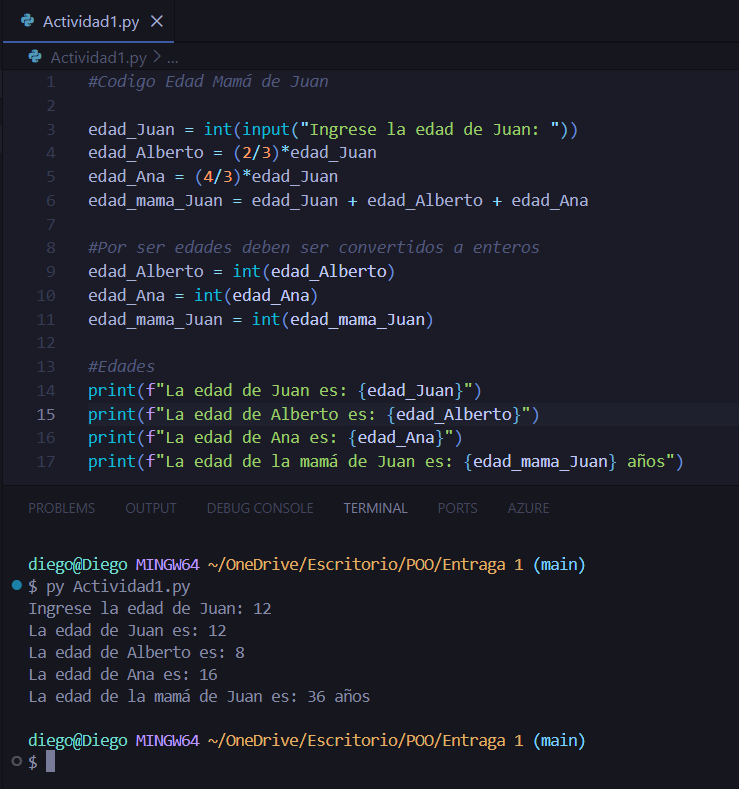 Actividad1.py
Actividad1.py > ...
1 #Codigo Edad Mamá de Juan
2
3 edad_Juan = int(input("Ingrese la edad de Juan: "))
4 edad_Alberto = (2/3)*edad_Juan
5 edad_Ana = (4/3)*edad_Juan
6 edad_mama_Juan = edad_Juan + edad_Alberto + edad_Ana
7
8 #Por ser edades deben ser convertidos a enteros
9 edad_Alberto = int(edad_Alberto)
10 edad_Ana = int(edad_Ana)
11 edad_mama_Juan = int(edad_mama_Juan)
12
13 #Edades
14 print(f"La edad de Juan es: {edad_Juan}")
15 print(f"La edad de Alberto es: {edad_Alberto}")
16 print(f"La edad de Ana es: {edad_Ana}")
17 print(f"La edad de la mamá de Juan es: {edad_mama_Juan} años")
PROBLEMS OUTPUT DEBUG CONSOLE TERMINAL PORTS AZURE
diego@Diego MINGW64 ~/OneDrive/Escritorio/POO/Entraga 1 (main)
$ py Actividad1.py
Ingrese la edad de Juan: 12
La edad de Juan es: 12
La edad de Alberto es: 8
La edad de Ana es: 16
La edad de la mamá de Juan es: 36 años
diego@Diego MINGW64 ~/OneDrive/Escritorio/POO/Entraga 1 (main)
$